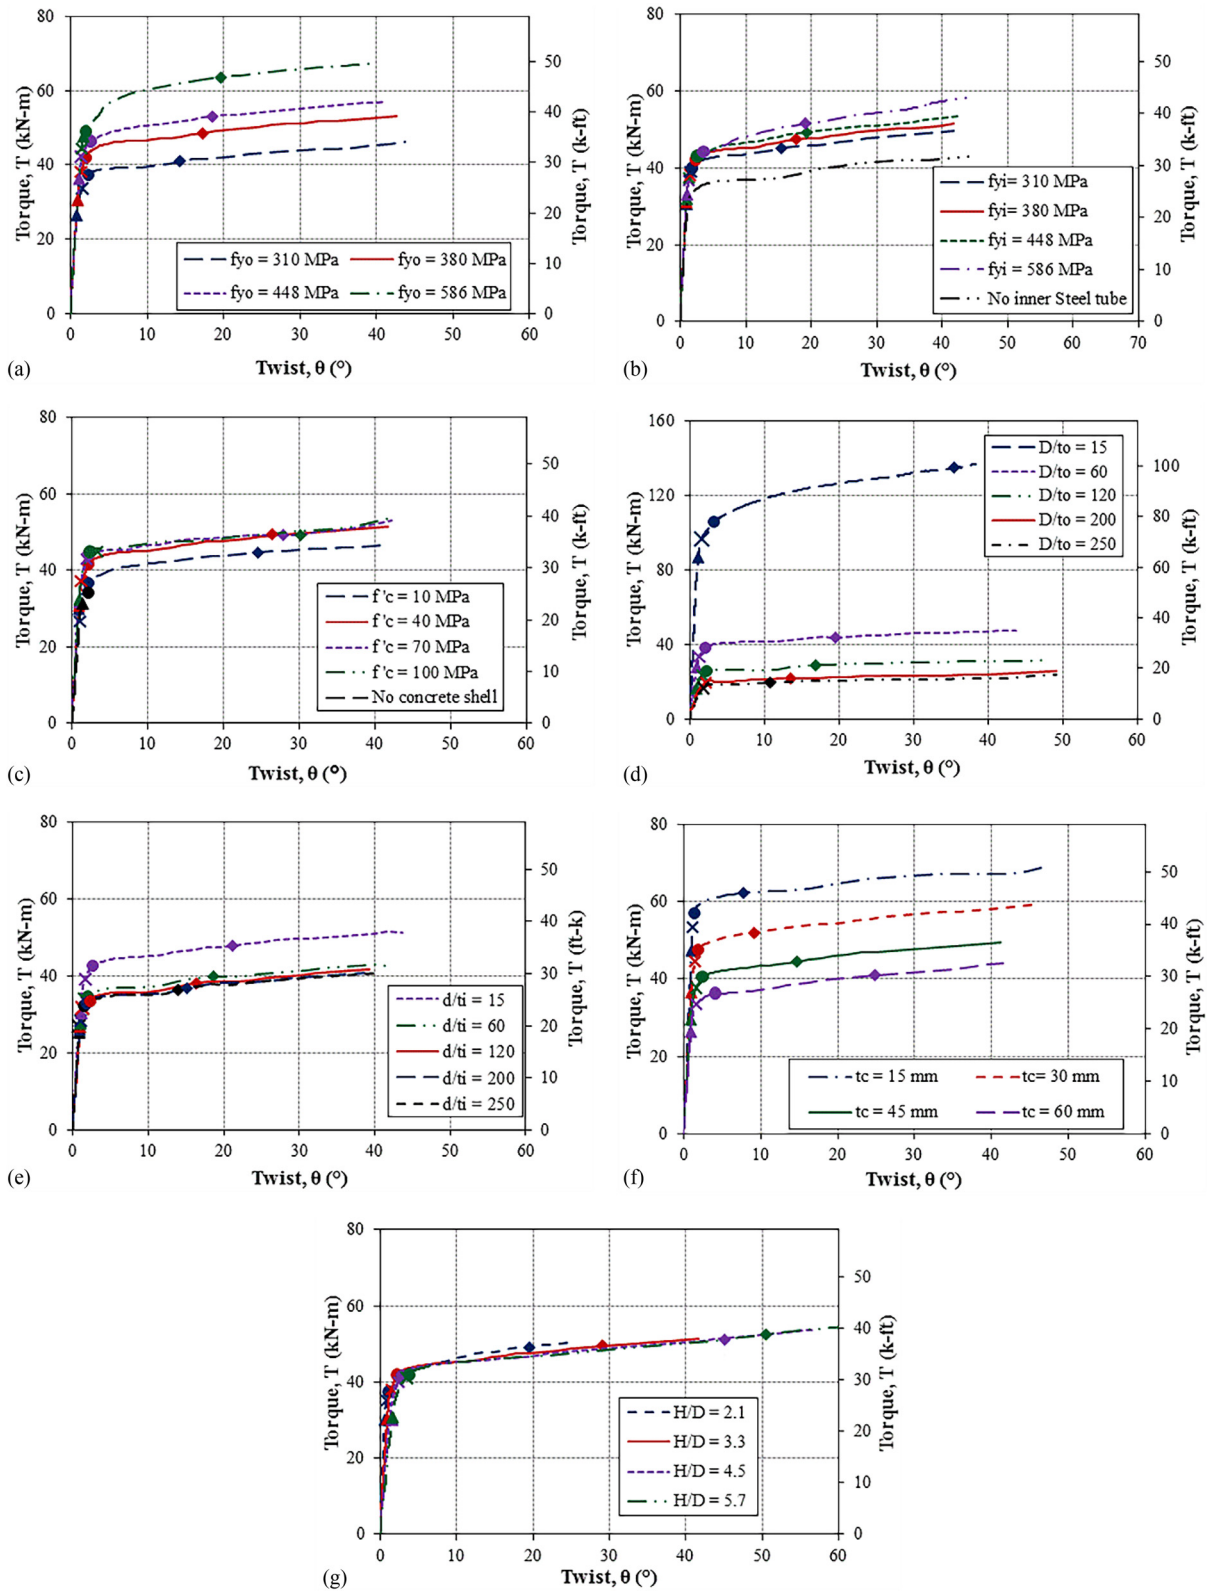 80
60
40
20
0
Torque, T (kN-m)
50
40
30
20
10
0
Torque, T (k-ft)
fyo = 310 MPa
fyo = 380 MPa
fyo = 448 MPa
fyo = 586 MPa
0 10 20 30 40 50 60
Twist, θ (°)
(a)
80
60
40
20
0
Torque, T (kN-m)
50
40
30
20
10
0
Torque, T (k-ft)
fyi= 310 MPa
fyi= 380 MPa
fyi = 448 MPa
fyi = 586 MPa
No inner Steel tube
0 10 20 30 40 50 60 70
Twist, θ (°)
(b)
80
60
40
20
0
Torque, T (kN-m)
50
40
30
20
10
0
Torque, T (k-ft)
f'c = 10 MPa
f'c = 40 MPa
f'c = 70 MPa
f'c = 100 MPa
No concrete shell
0 10 20 30 40 50 60
Twist, θ (°)
(c)
160
120
80
40
0
Torque, T (kN-m)
100
80
60
40
20
0
Torque, T (k-ft)
D/to = 15
D/to = 60
D/to = 120
D/to = 200
D/to = 250
0 10 20 30 40 50 60
Twist, θ (°)
(d)
80
60
40
20
0
Torque, T (kN-m)
50
40
30
20
10
0
Torque, T (ft-k)
d/ti = 15
d/ti = 60
d/ti = 120
d/ti = 200
d/ti = 250
0 10 20 30 40 50 60
Twist, θ (°)
(e)
80
60
40
20
0
Torque, T (kN-m)
50
40
30
20
10
0
Torque, T (k-ft)
tc = 15 mm
tc= 30 mm
tc = 45 mm
tc = 60 mm
0 10 20 30 40 50 60
Twist, θ (°)
(f)
80
60
40
20
0
Torque, T (kN-m)
50
40
30
20
10
0
Torque, T (k-ft)
H/D = 2.1
H/D = 3.3
H/D = 4.5
H/D = 5.7
0 10 20 30 40 50 60
Twist, θ (°)
(g)